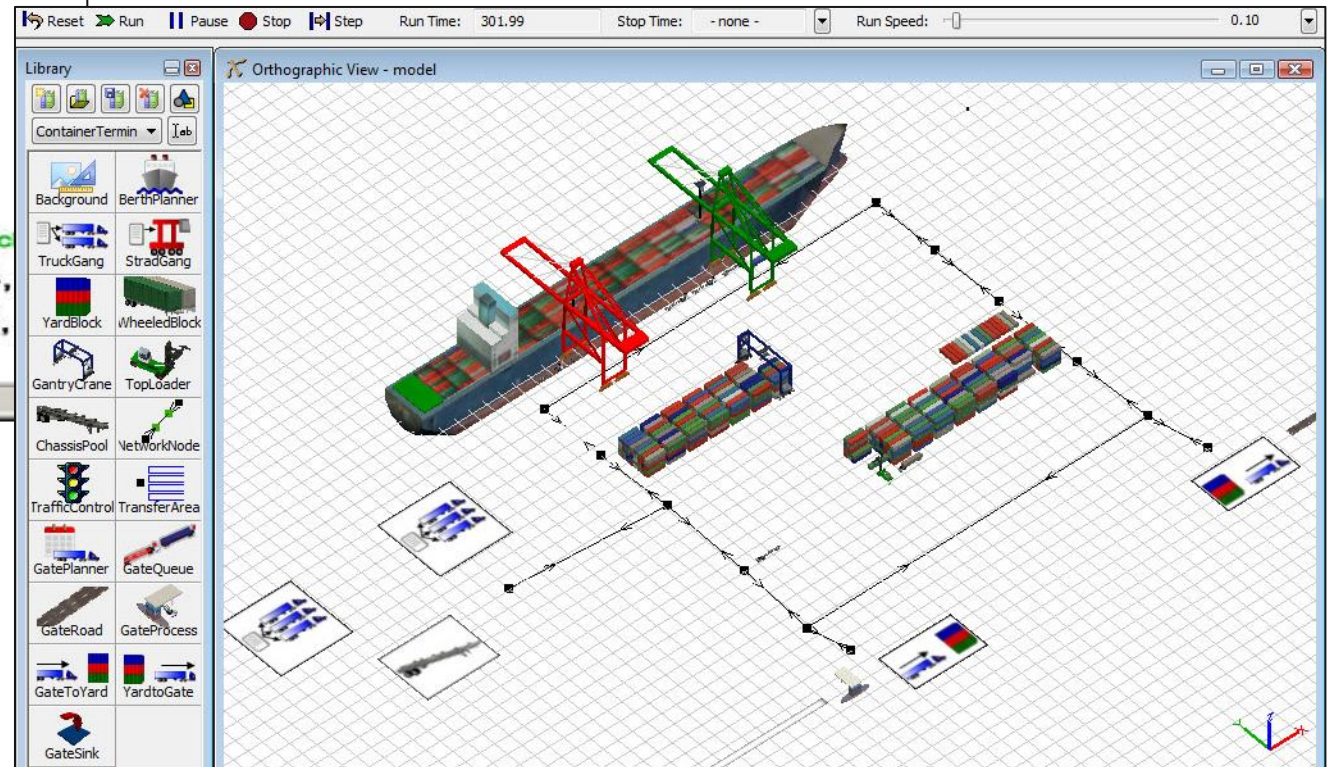 Reset Run Pause Stop Step Run Time: 301.99 Stop Time: - none - Run Speed: 0.10
Library
Orthographic View - model
ContainerTermin
Background BerthPlanner
TruckGang StradGang
YardBlock WheeledBlock
GantryCrane TopLoader
ChassisPool NetworkNode
TrafficControl TransferArea
GatePlanner GateQueue
GateRoad GateProcess
GateToYard YardtoGate
GateSink